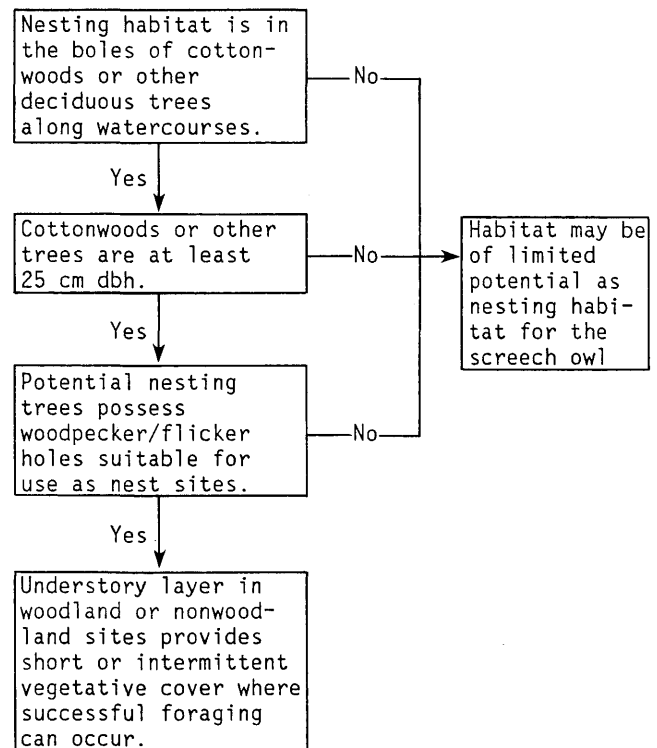 Nesting habitat is in
the boles of cotton-
woods or other
deciduous trees
along watercourses.
No
Yes
Cottonwoods or other
trees are at least
25 cm dbh.
No
Habitat may be
of limited
potential as
nesting habi-
tat for the
screech owl
Yes
Potential nesting
trees possess
woodpecker/flicker
holes suitable for
use as nest sites.
No
Yes
Understory layer in
woodland or nonwood-
land sites provides
short or intermittent
vegetative cover where
successful foraging
can occur.